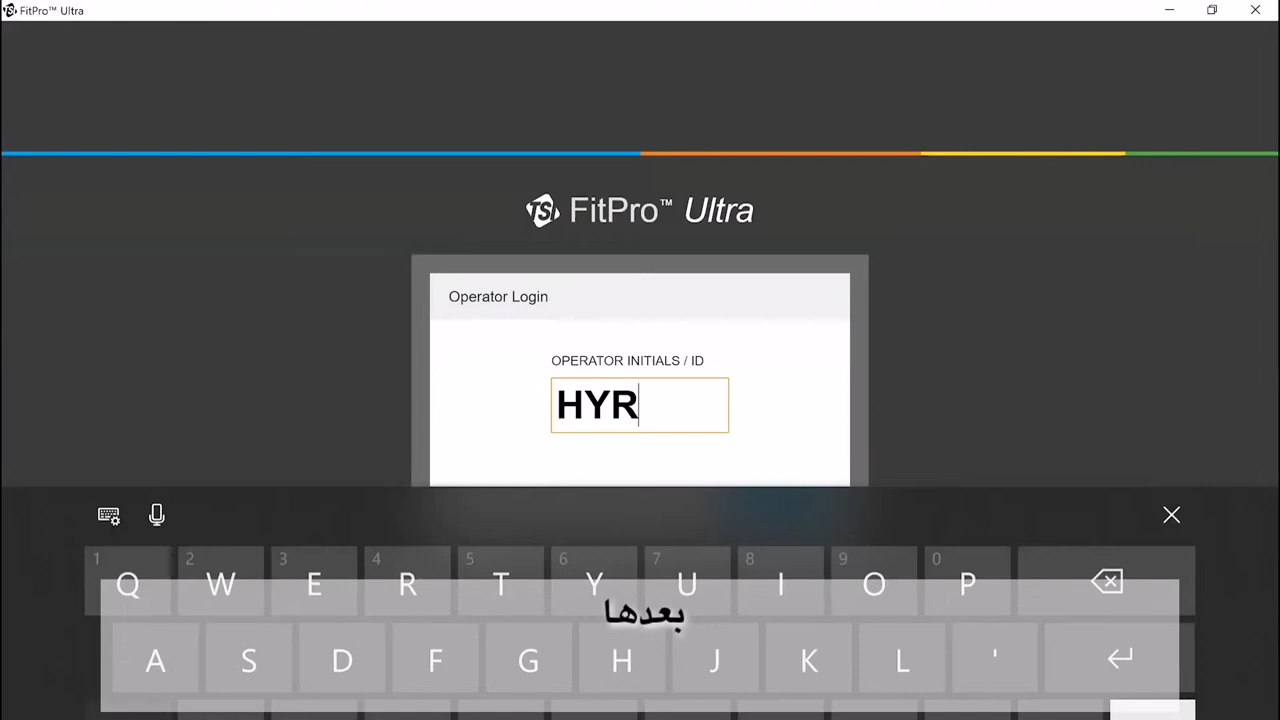 FitPro™ Ultra
TSI FitPro™ Ultra
Operator Login
OPERATOR INITIALS / ID
HYR
1 2 3 4 5 6 7 8 9 0
Q W E R T Y U I O P
بعدها
A S D F G H J K L '